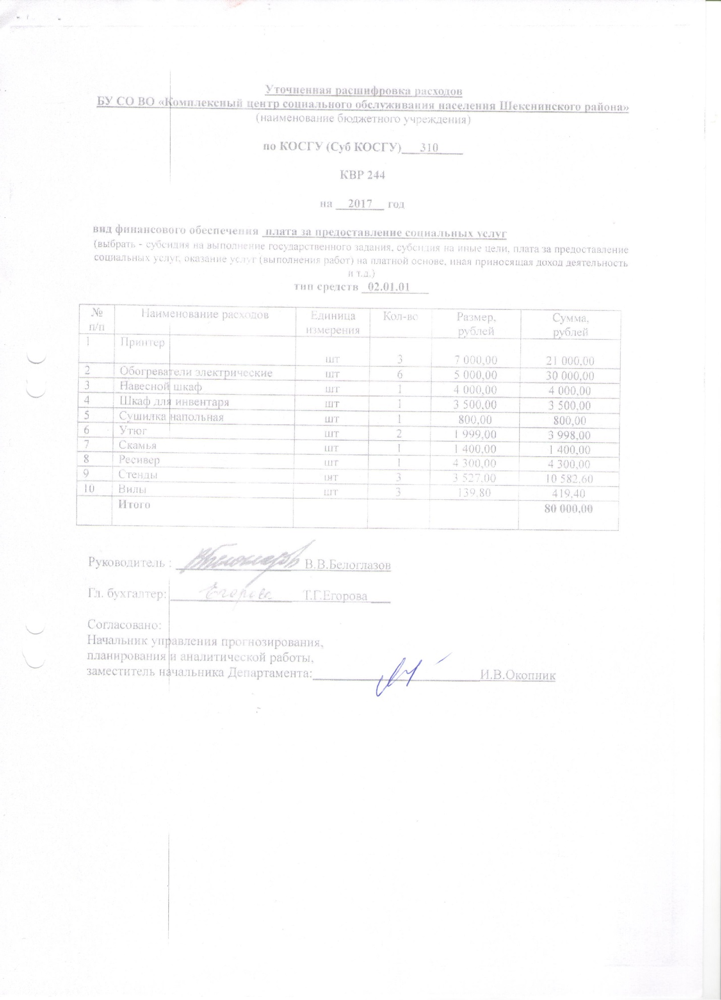 Уточненная расшифровка расходов
БУ СО ВО «Комплексный центр социального обслуживания населения Шекснинского района»
(наименование бюджетного учреждения)
по КОСГУ (Суб КОСГУ)___310____
КВР 244
на __2017__ год
вид финансового обеспечения плата за предоставление социальных услуг
(выбрать - субсидия на выполнение государственного задания, субсидия на иные цели, плата за предоставление
социальных услуг, оказание услуг (выполнения работ) на платной основе, иная приносящая доход деятельность
и т.д.)
тип средств _02.01.01___
№ п/п Наименование расходов Единица измерения Кол-во Размер, рублей Сумма, рублей
1 Принтер шт 3 7 000,00 21 000,00
2 Обогреватели электрические шт 6 5 000,00 30 000,00
3 Навесной шкаф шт 1 4 000,00 4 000,00
4 Шкаф для инвентаря шт 1 3 500,00 3 500,00
5 Сушилка напольная шт 1 800,00 800,00
6 Утюг шт 2 1 999,00 3 998,00
7 Скамья шт 1 1 400,00 1 400,00
8 Ресивер шт 1 4 300,00 4 300,00
9 Стенды шт 3 3 527,00 10 582,60
10 Вилы шт 3 139,80 419,40
Итого 80 000,00
Руководитель : В.В.Белоглазов
Гл. бухгалтер: Егорова Т.Г.Егорова
Согласовано:
Начальник управления прогнозирования,
планирования и аналитической работы,
заместитель начальника Департамента: И.В.Окопник